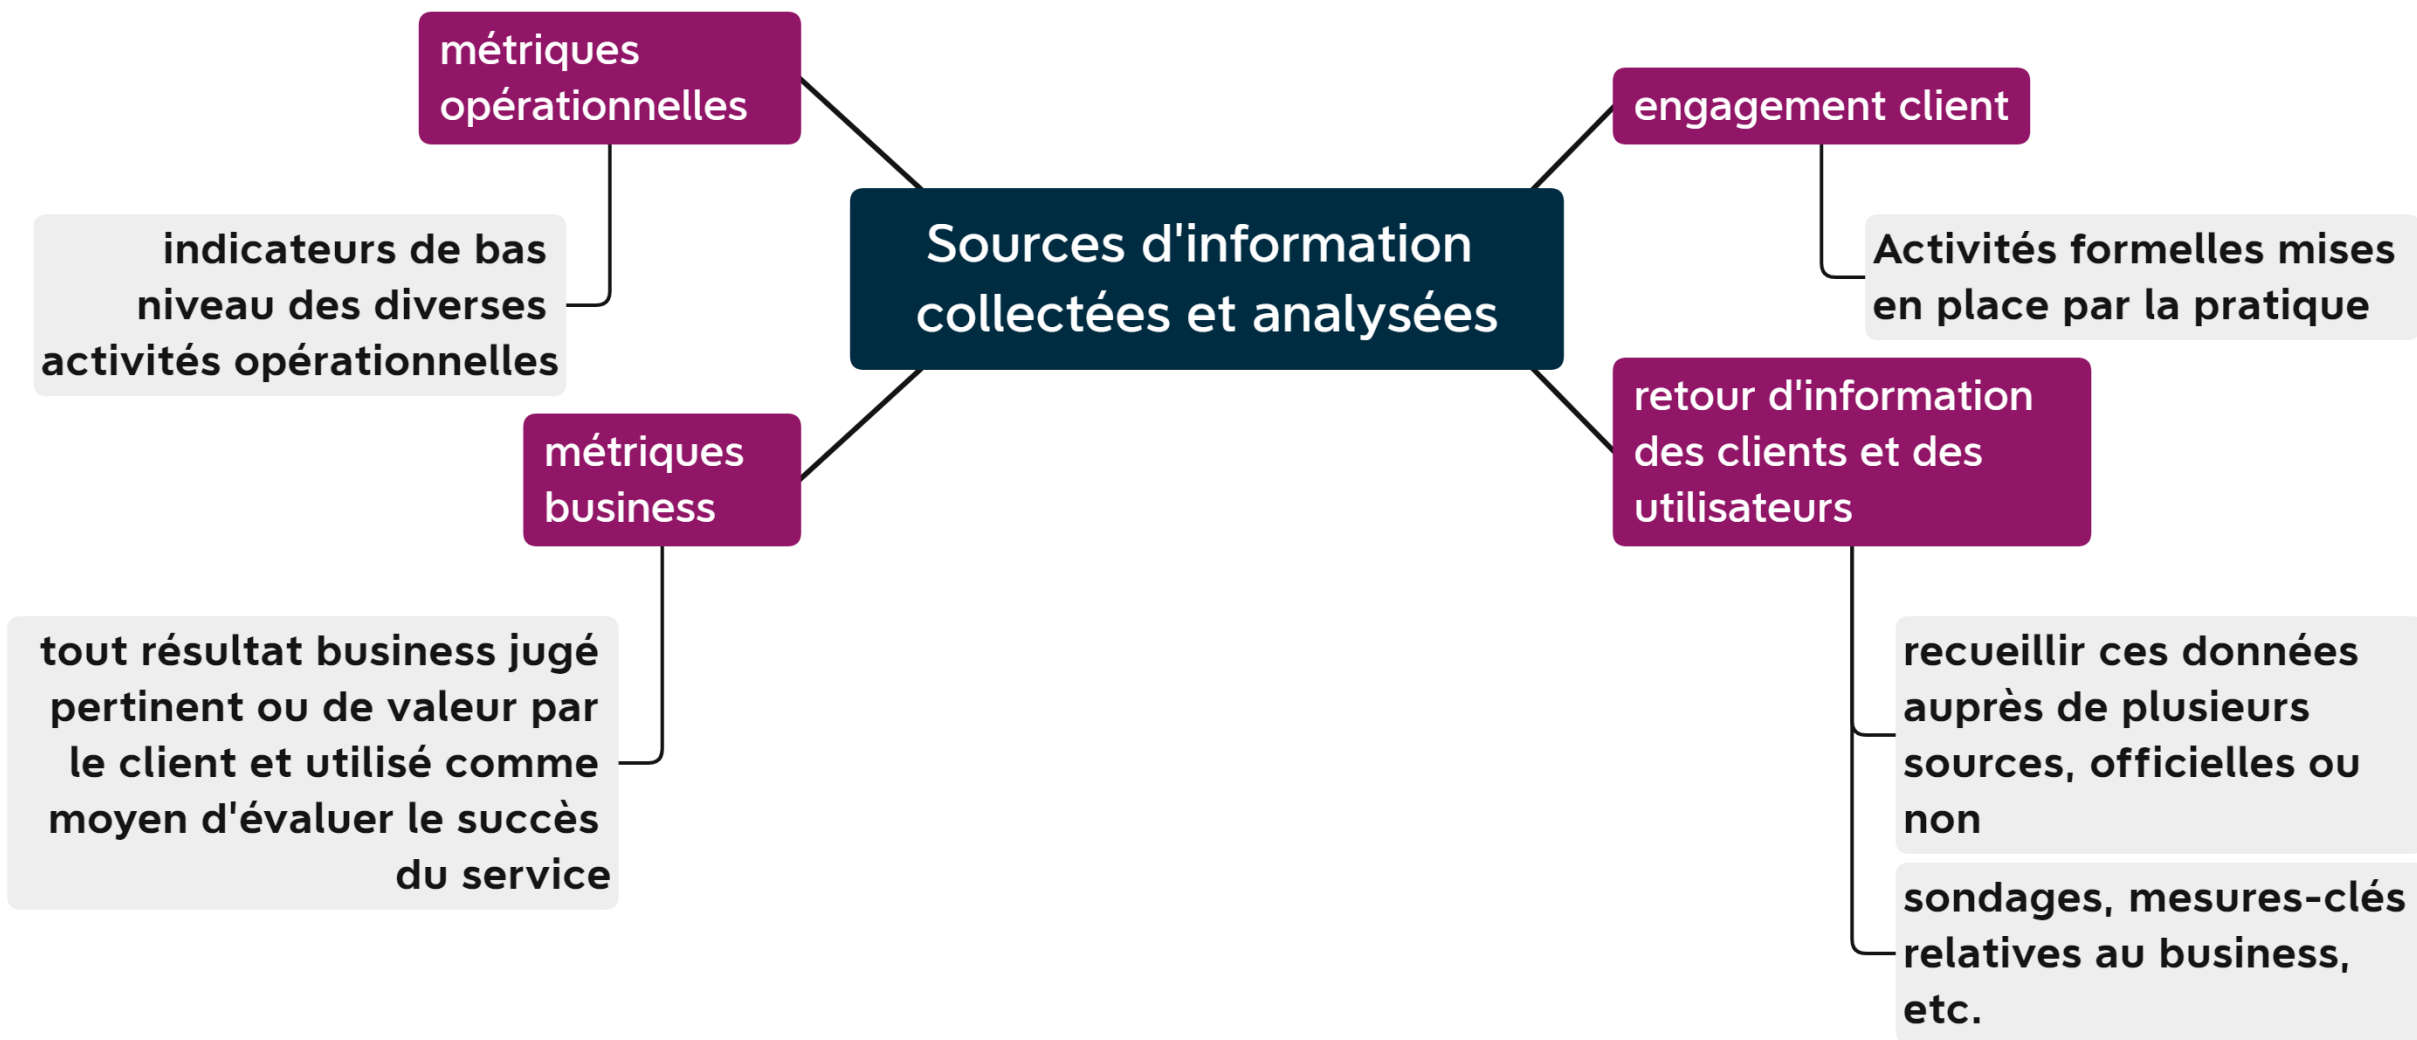 Sources d'information
collectées et analysées
métriques
opérationnelles
indicateurs de bas
niveau des diverses
activités opérationnelles
métriques
business
tout résultat business jugé
pertinent ou de valeur par
le client et utilisé comme
moyen d'évaluer le succès
du service
engagement client
Activités formelles mises
en place par la pratique
retour d'information
des clients et des
utilisateurs
recueillir ces données
auprès de plusieurs
sources, officielles ou
non
sondages, mesures-clés
relatives au business,
etc.